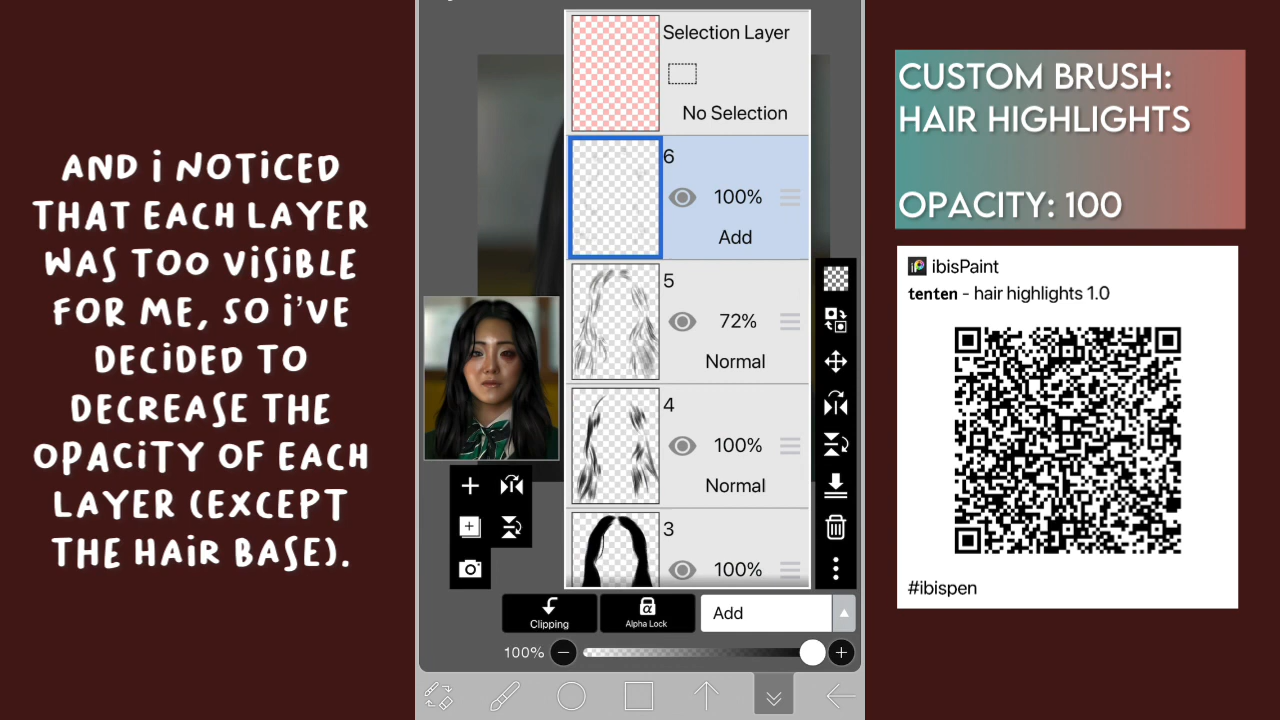 AND i NOTiCED
THAT EACH LAYER
WAS TOO ViSiBLE
FOR ME, SO i'VE
DECiDED TO
DECREASE THE
OPACiTY OF EACH
LAYER (EXCEPT
THE HAiR BASE).
Selection Layer
No Selection
6
100%
Add
5
72%
Normal
4
100%
Normal
3
100%
Clipping
α
Alpha Lock
Add
100%
CUSTOM BRUSH:
HAIR HIGHLIGHTS
OPACITY: 100
ibisPaint
tenten - hair highlights 1.0
#ibispen